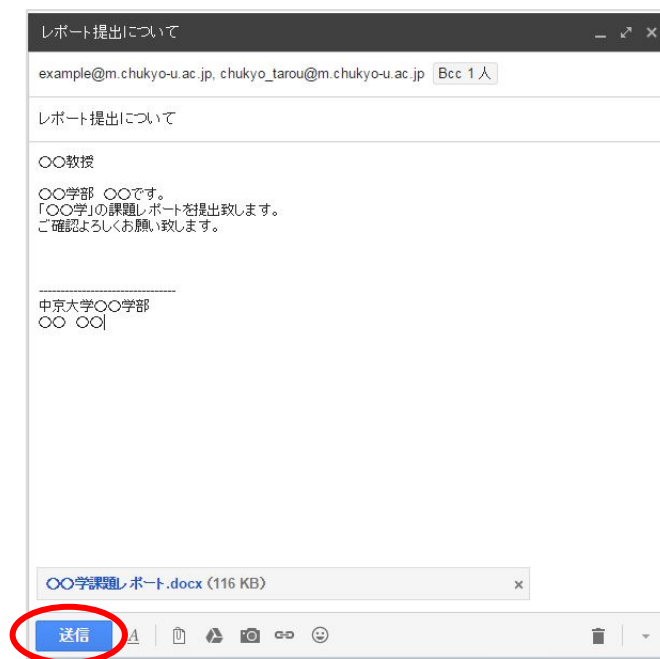 レポート提出について
example@m.chukyo-u.ac.jp, chukyo_tarou@m.chukyo-u.ac.jp Bcc 1人
レポート提出について
〇〇教授
〇〇学部 〇〇です。
「〇〇学」の課題レポートを提出致します。
ご確認よろしくお願い致します。
--------------------------------
中京大学〇〇学部
〇〇 〇〇
〇〇学課題レポート.docx (116 KB)
送信 A